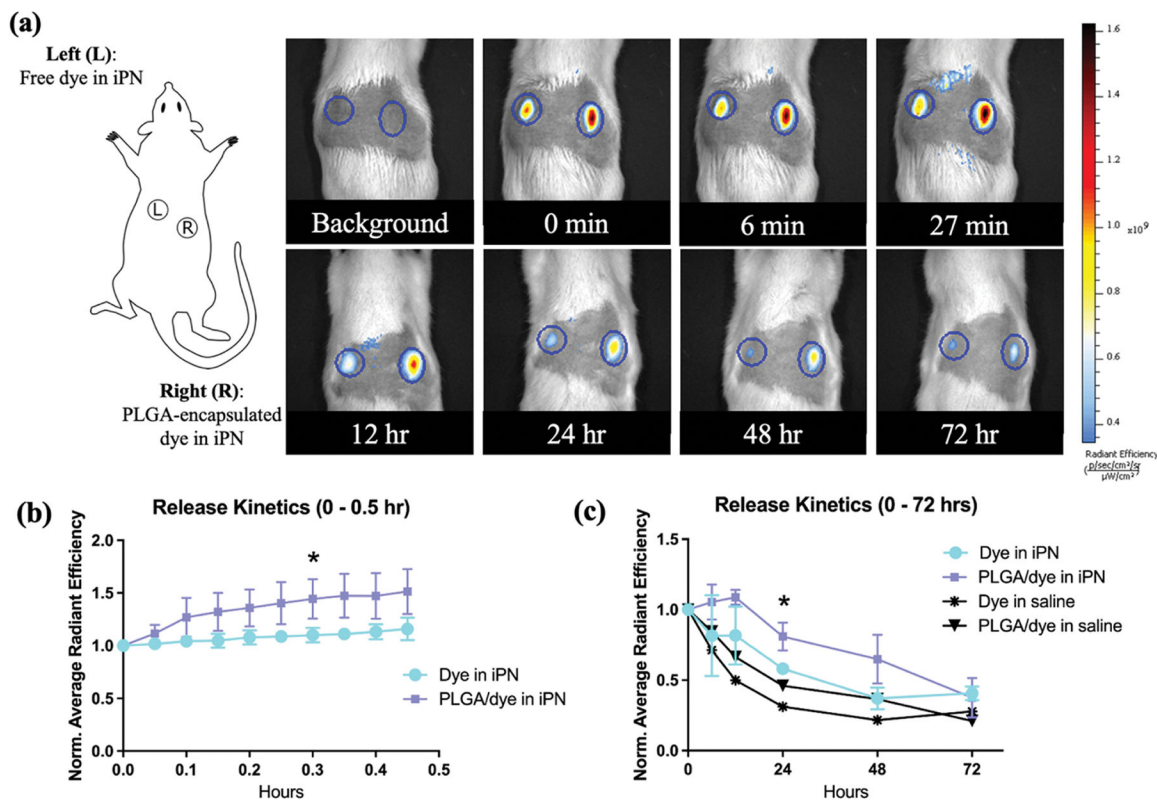 (a)
Left (L):
Free dye in iPN
L
R
Right (R):
PLGA-encapsulated
dye in iPN
Background
0 min
6 min
27 min
12 hr
24 hr
48 hr
72 hr
1.6
1.4
1.2
1.0
x10⁹
0.8
0.6
0.4
Radiant Efficiency
(p/sec/cm²/sr
µW/cm²)
(b)
Release Kinetics (0 - 0.5 hr)
Norm. Average Radiant Efficiency
2.0
1.5
1.0
0.5
0.0
*
Dye in iPN
PLGA/dye in iPN
0.0 0.1 0.2 0.3 0.4 0.5
Hours
(c)
Release Kinetics (0 - 72 hrs)
Norm. Average Radiant Efficiency
1.5
1.0
0.5
0.0
*
Dye in iPN
PLGA/dye in iPN
Dye in saline
PLGA/dye in saline
0 24 48 72
Hours